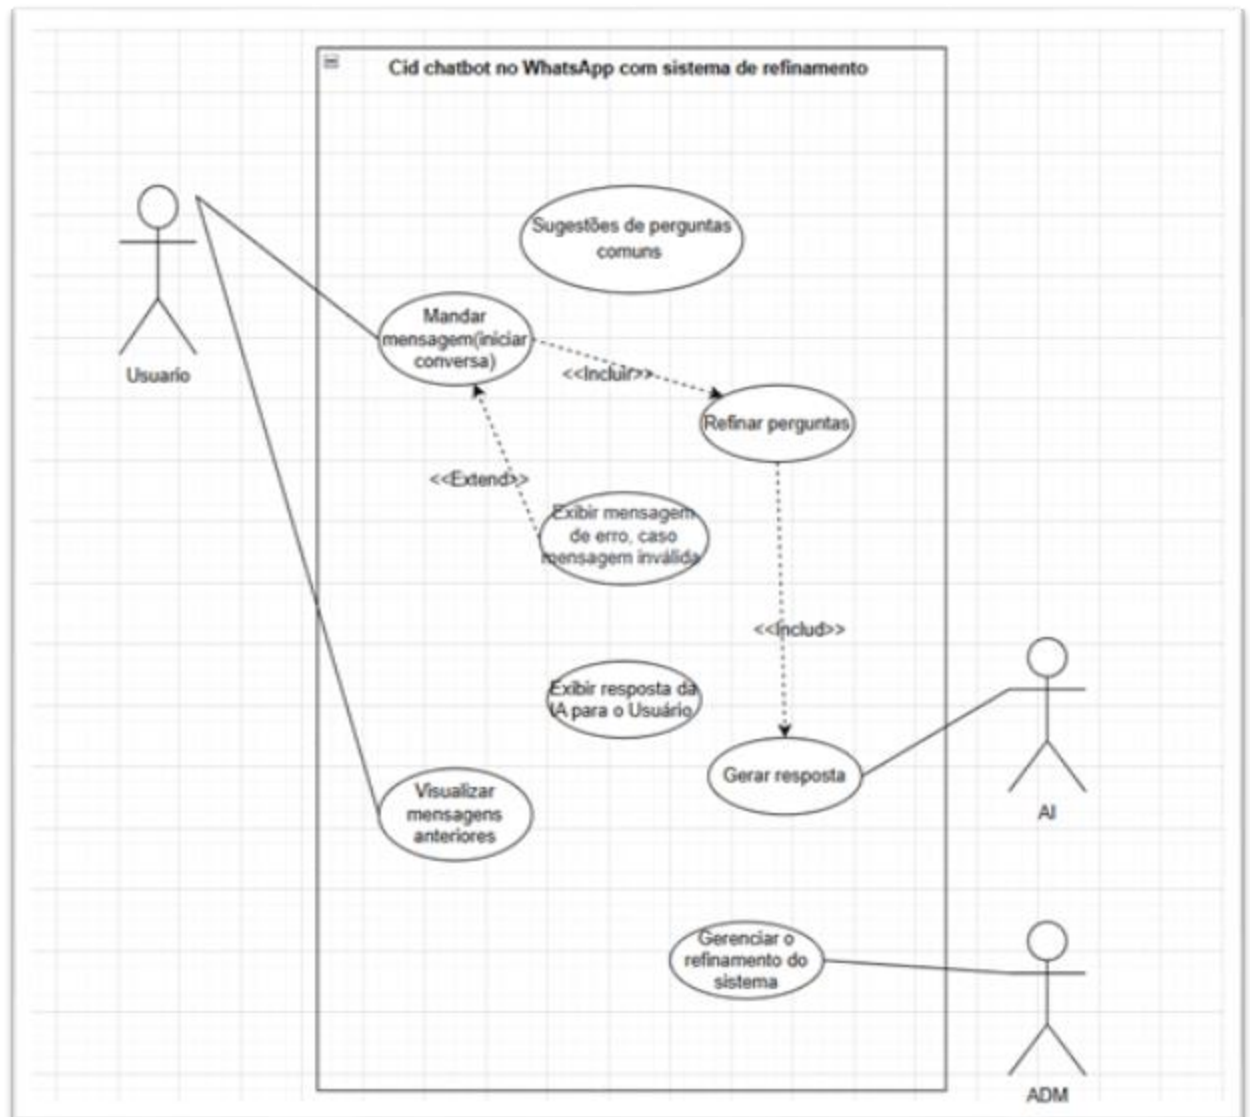 Cid chatbot no WhatsApp com sistema de refinamento
Sugestões de perguntas
comuns
Mandar
mensagem(iniciar
conversa)
Usuario
<<Incluir>>
Refinar perguntas
<<Extend>>
Exibir mensagem
de erro, caso
mensagem inválida
<<Includ>>
Exibir resposta da
IA para o Usuário
Gerar resposta
Visualizar
mensagens
anteriores
AI
Gerenciar o
refinamento do
sistema
ADM